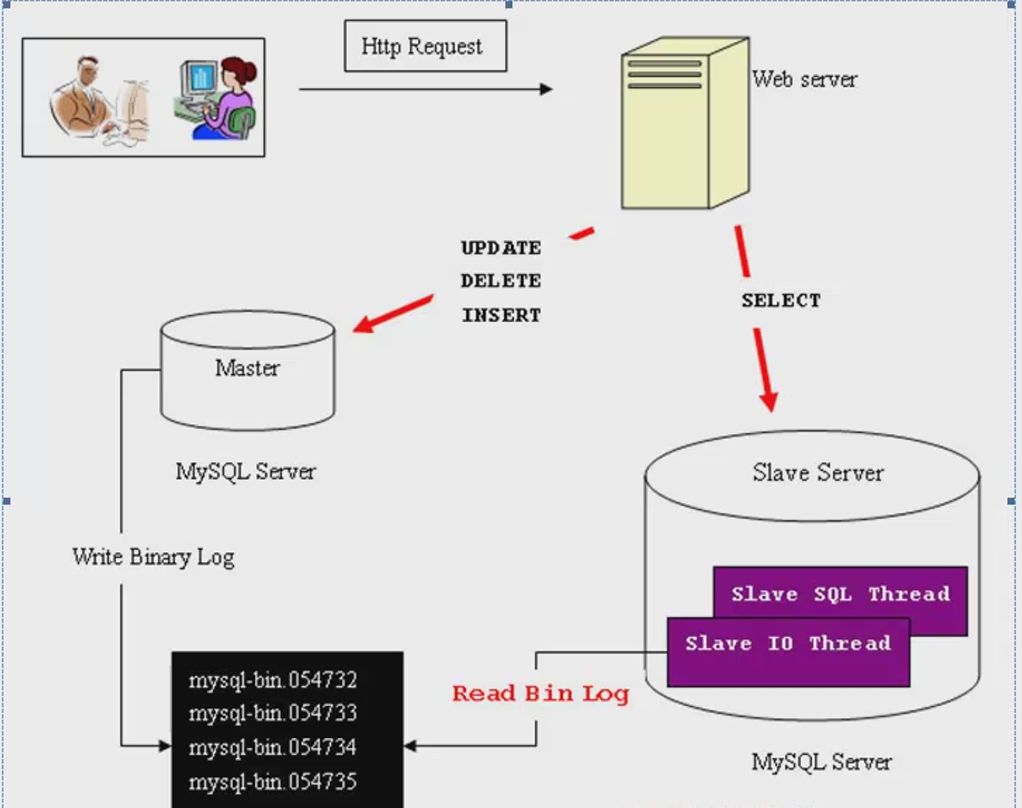 Http Request
Web server
UPDATE
DELETE
INSERT
SELECT
Master
MySQL Server
Slave Server
Write Binary Log
Slave SQL Thread
Slave IO Thread
Read Bin Log
mysql-bin.054732
mysql-bin.054733
mysql-bin.054734
mysql-bin.054735
MySQL Server